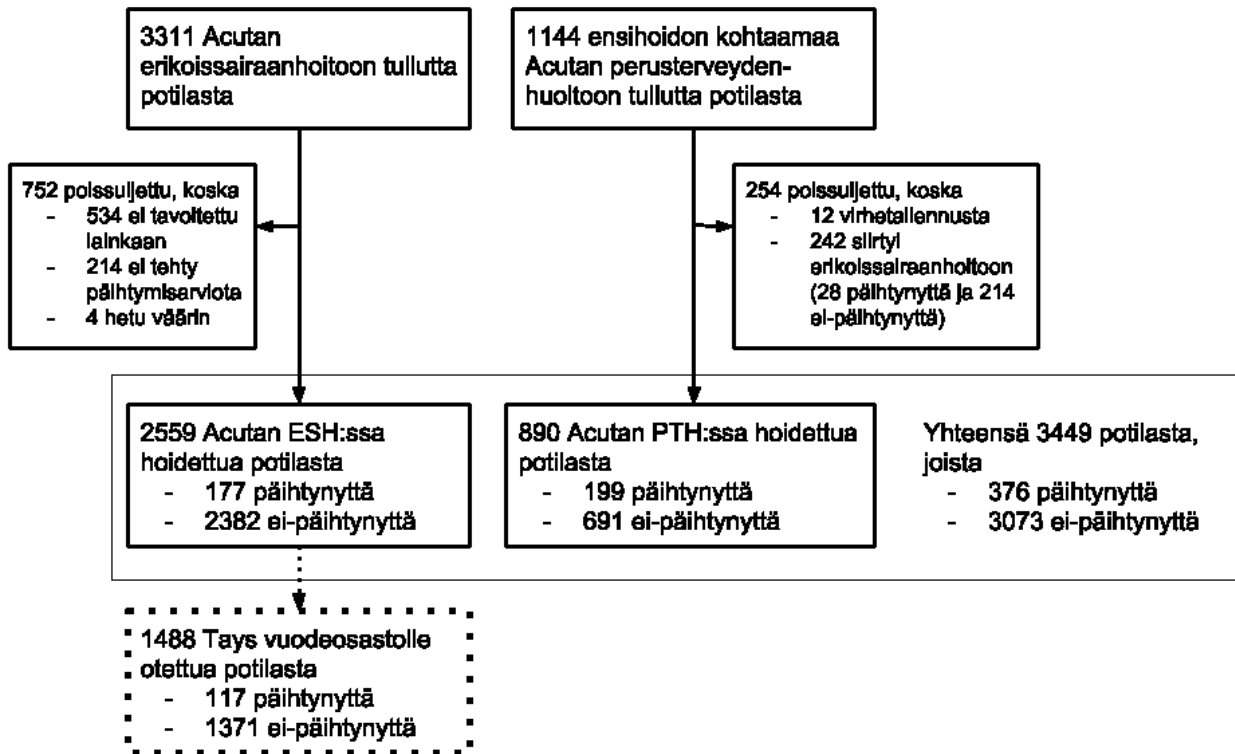 3311 Acutan
erikoissairaanhoitoon tullutta
potilasta
1144 ensihoidon kohtaamaa
Acutan perusterveyden-
huoltoon tullutta potilasta
752 poissuljettu, koska
- 534 ei tavoitettu
lainkaan
- 214 ei tehty
päihtymisarviota
- 4 hetu väärin
254 poissuljettu, koska
- 12 virhetallennusta
- 242 siirtyi
erikoissairaanhoitoon
(28 päihtynyttä ja 214
ei-päihtynyttä)
2559 Acutan ESH:ssa
hoidettua potilasta
- 177 päihtynyttä
- 2382 ei-päihtynyttä
890 Acutan PTH:ssa hoidettua
potilasta
- 199 päihtynyttä
- 691 ei-päihtynyttä
Yhteensä 3449 potilasta,
joista
- 376 päihtynyttä
- 3073 ei-päihtynyttä
1488 Tays vuodeosastolle
otettua potilasta
- 117 päihtynyttä
- 1371 ei-päihtynyttä